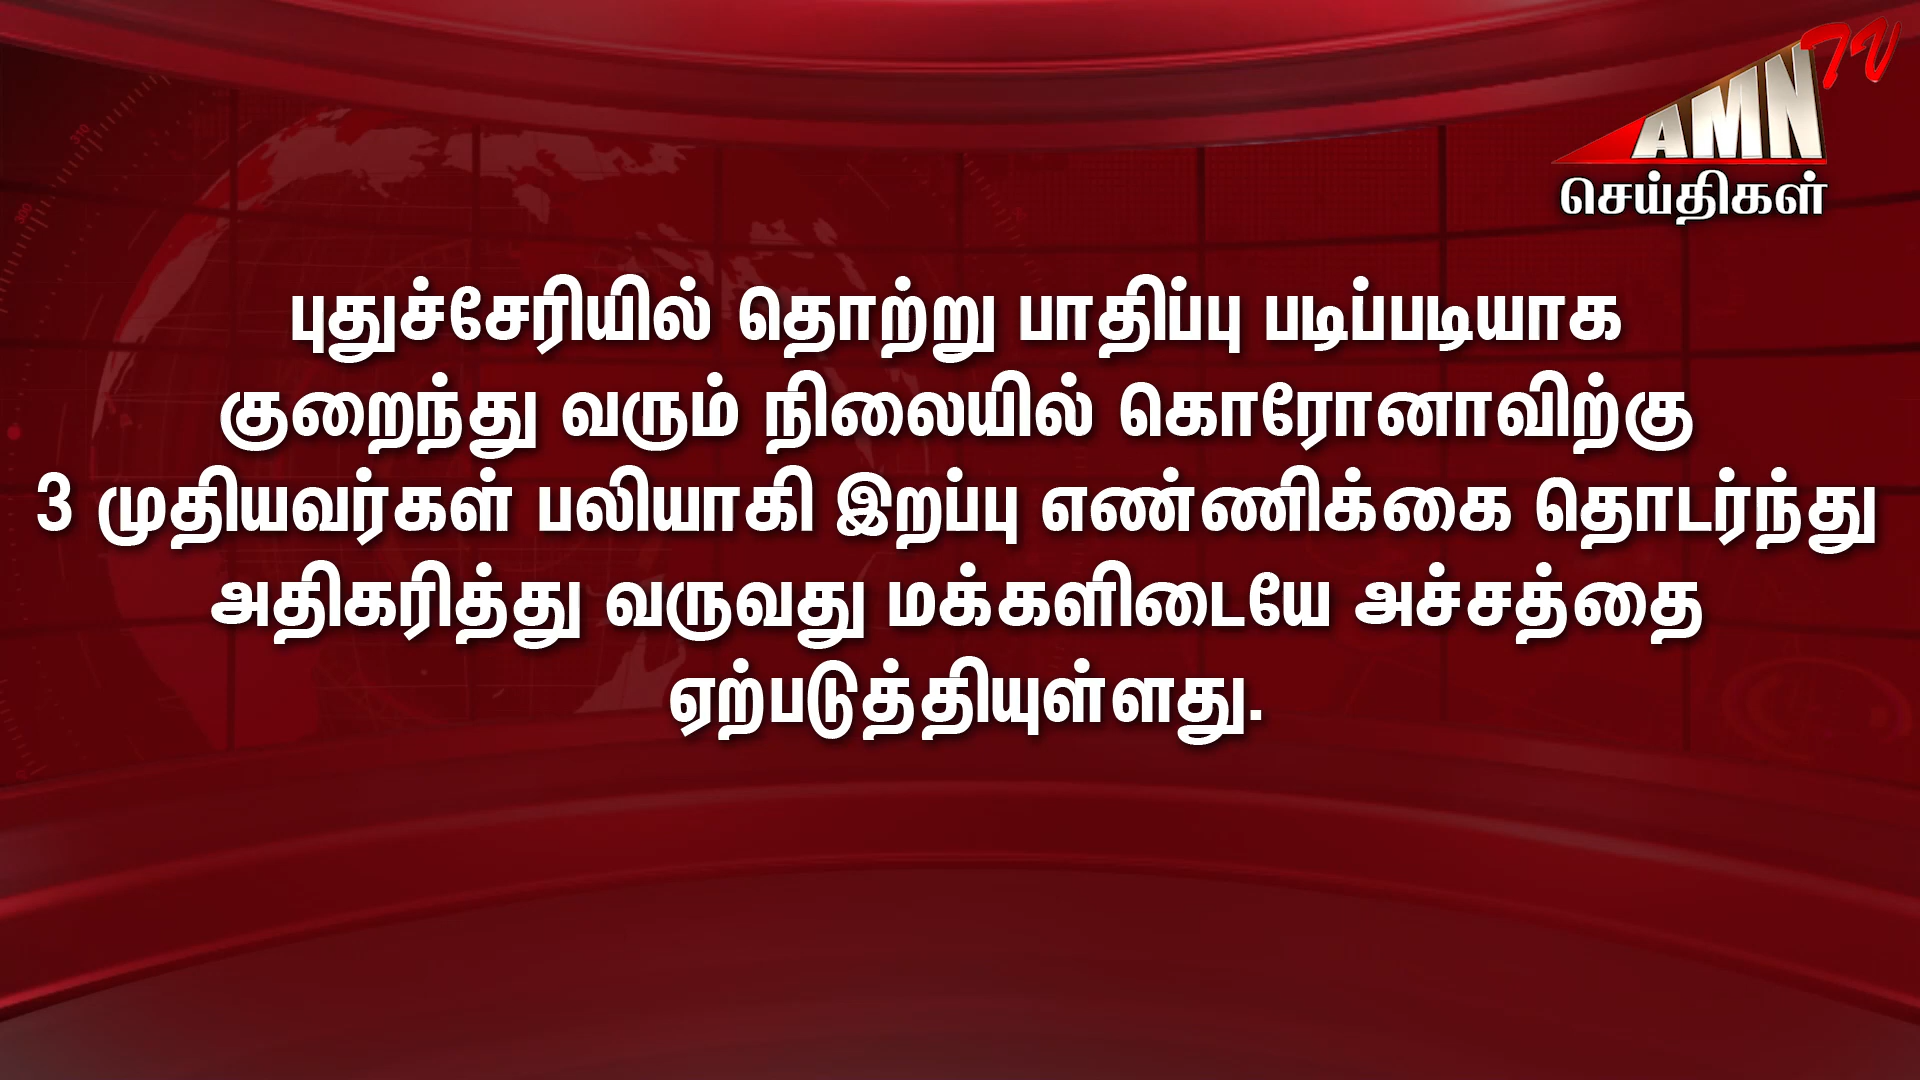 AMN TV
செய்திகள்
புதுச்சேரியில் தொற்று பாதிப்பு படிப்படியாக
குறைந்து வரும் நிலையில் கொரோனாவிற்கு
3 முதியவர்கள் பலியாகி இறப்பு எண்ணிக்கை தொடர்ந்து
அதிகரித்து வருவது மக்களிடையே அச்சத்தை
ஏற்படுத்தியுள்ளது.